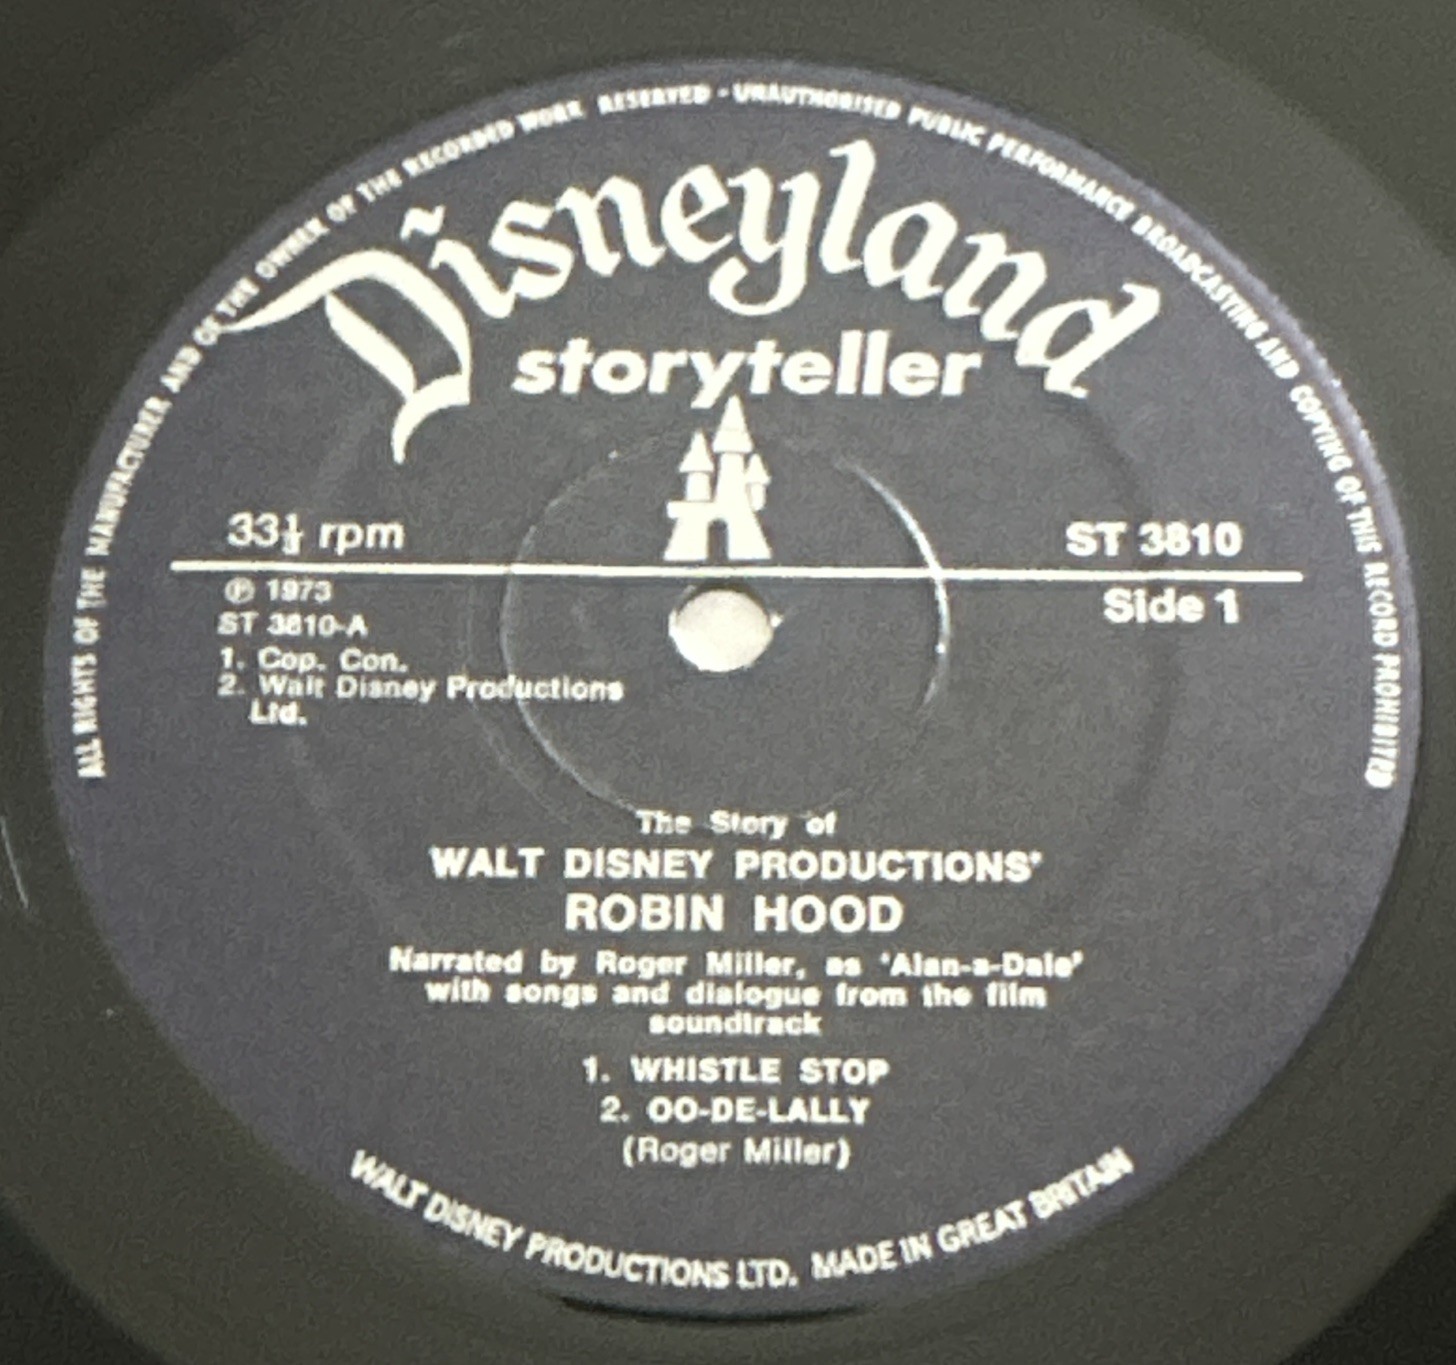 ALL RIGHTS OF THE MANUFACTURER AND OF THE OWNER OF THE RECORDED WORK RESERVED - UNAUTHORISED PUBLIC PERFORMANCE BROADCASTING AND COPYING OF THIS RECORD PROHIBITED
Disneyland
storyteller
33⅓ rpm
ST 3810
℗ 1973
Side 1
ST 3810-A
1. Cop. Con.
2. Walt Disney Productions
Ltd.
The Story of
WALT DISNEY PRODUCTIONS'
ROBIN HOOD
Narrated by Roger Miller, as 'Alan-a-Dale'
with songs and dialogue from the film
soundtrack
1. WHISTLE STOP
2. OO-DE-LALLY
(Roger Miller)
WALT DISNEY PRODUCTIONS LTD. MADE IN GREAT BRITAIN